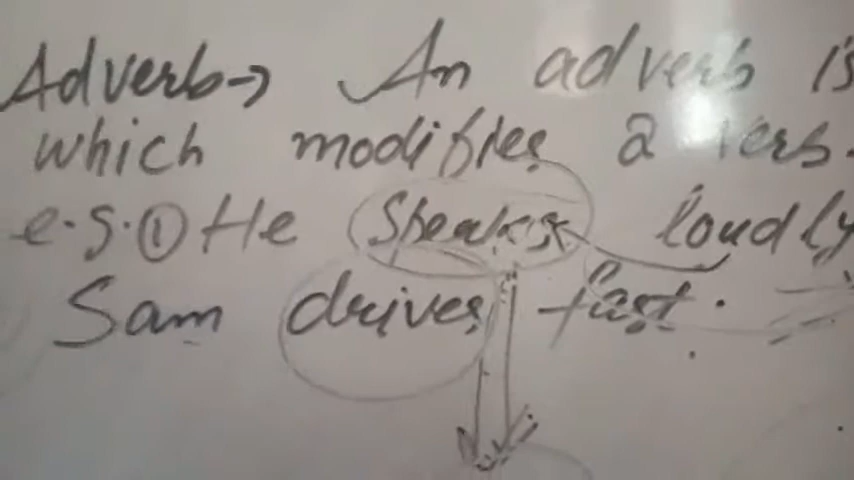 Adverb→ An adverb is
which modifies a verb.
e.g.① He speaks loudly
Sam drives fast.